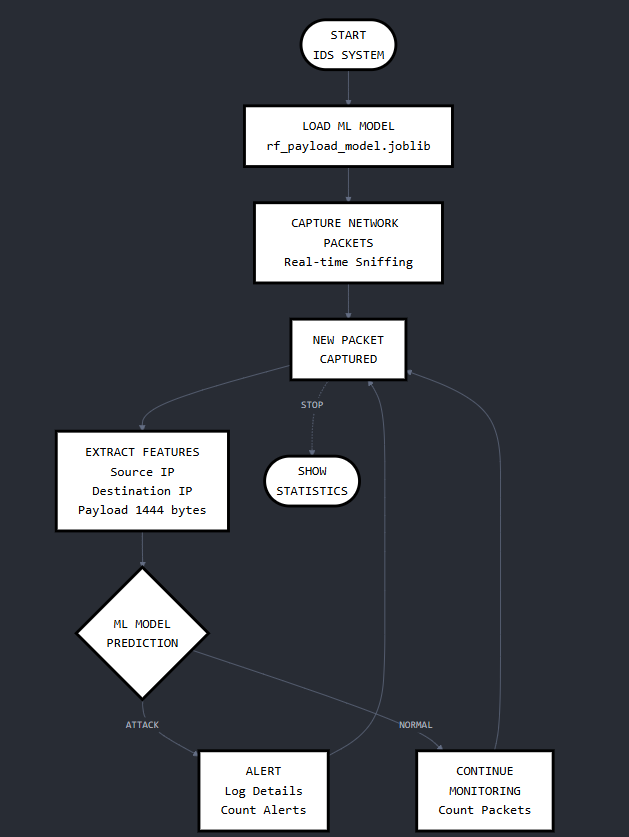 START
IDS SYSTEM
LOAD ML MODEL
rf_payload_model.joblib
CAPTURE NETWORK
PACKETS
Real-time Sniffing
NEW PACKET
CAPTURED
STOP
EXTRACT FEATURES
Source IP
Destination IP
Payload 1444 bytes
SHOW
STATISTICS
ML MODEL
PREDICTION
ATTACK
NORMAL
ALERT
Log Details
Count Alerts
CONTINUE
MONITORING
Count Packets